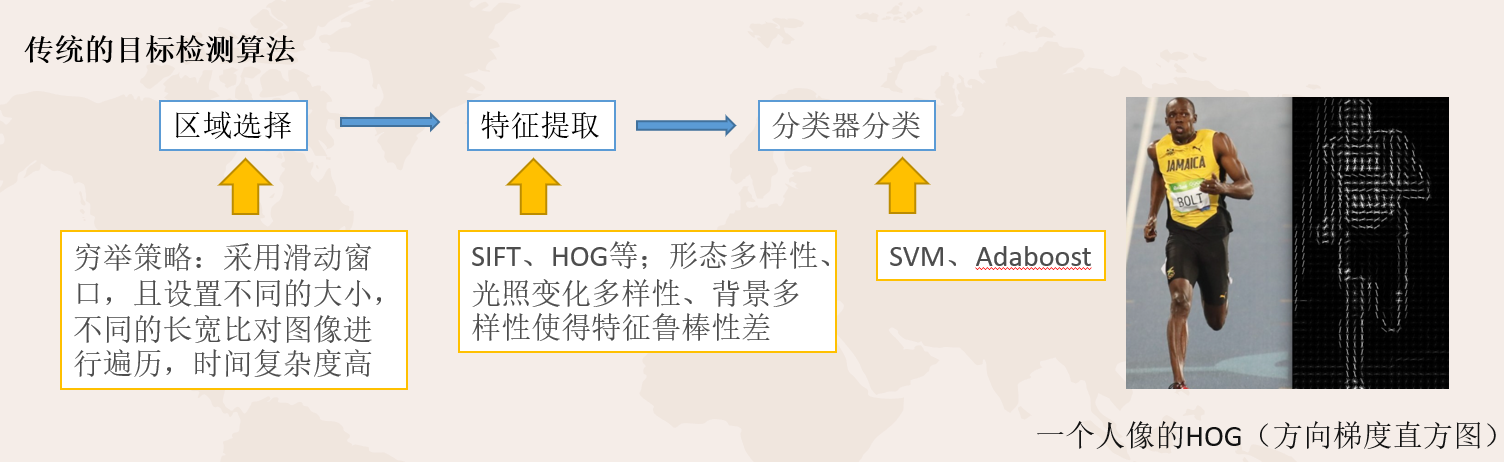 传统的目标检测算法
区域选择
特征提取
分类器分类
穷举策略：采用滑动窗
口，且设置不同的大小，
不同的长宽比对图像进
行遍历，时间复杂度高
SIFT、HOG等；形态多样性、
光照变化多样性、背景多
样性使得特征鲁棒性差
SVM、Adaboost
JAMAICA
BOLT
一个人像的HOG（方向梯度直方图）